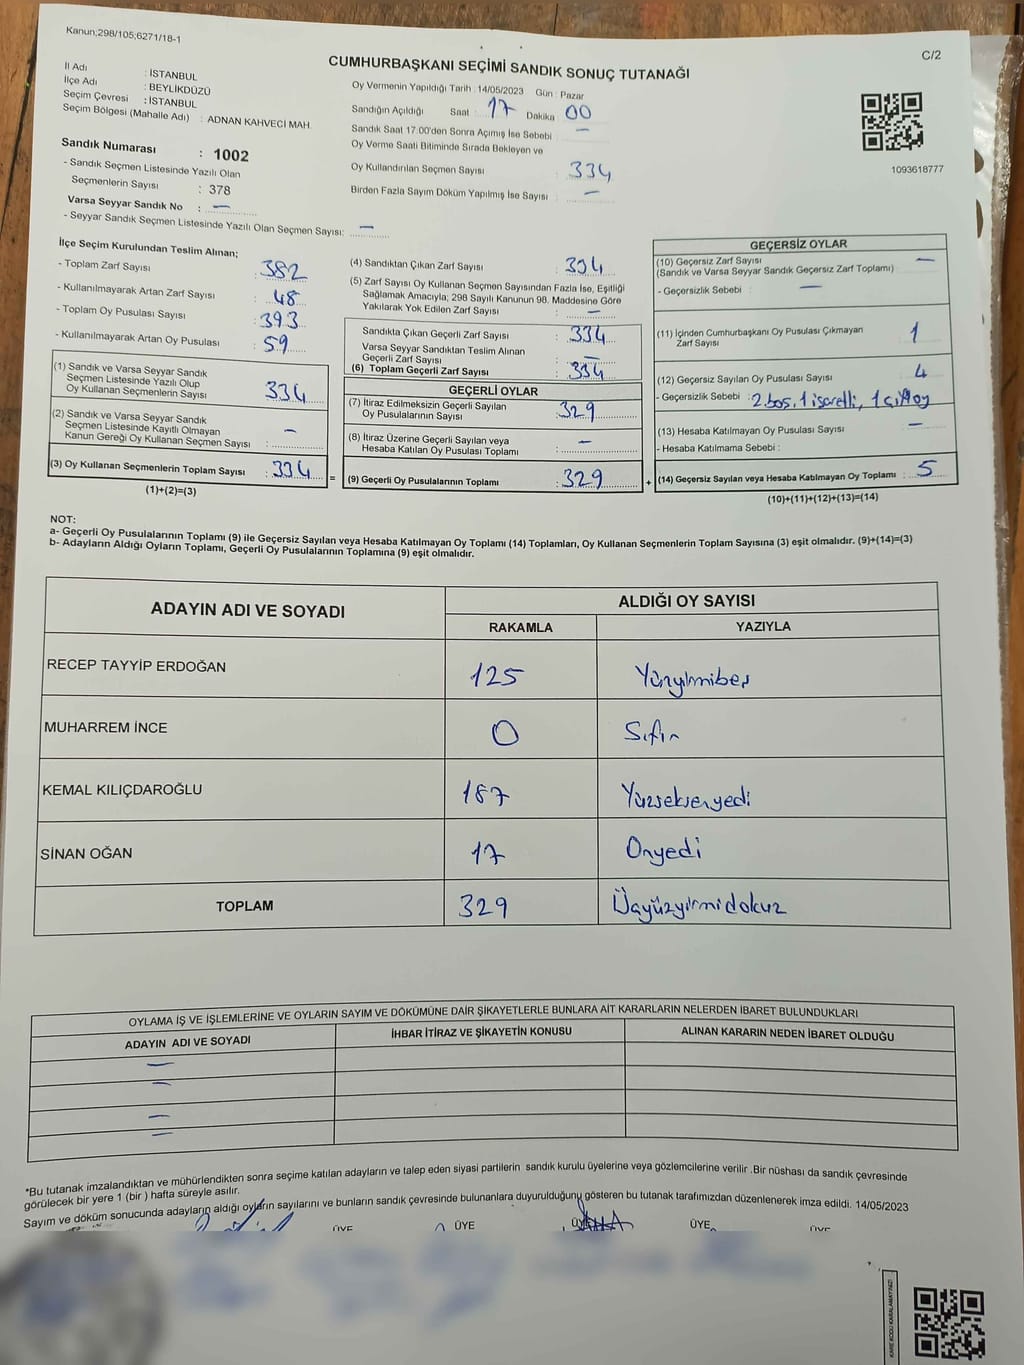 Kanun;298/105;6271/18-1
C/2
CUMHURBAŞKANI SEÇİMİ SANDIK SONUÇ TUTANAĞI
İl Adı : İSTANBUL
İlçe Adı : BEYLİKDÜZÜ
Seçim Çevresi : İSTANBUL
Seçim Bölgesi (Mahalle Adı) : ADNAN KAHVECİ MAH.
Oy Vermenin Yapıldığı Tarih : 14/05/2023 Gün : Pazar
Sandığın Açıldığı Saat : 17 Dakika 00
Sandık Saat 17:00'den Sonra Açımış İse Sebebi : —
Oy Verme Saati Bitiminde Sırada Bekleyen ve
Oy Kullandırılan Seçmen Sayısı : 334
Birden Fazla Sayım Döküm Yapılmış İse Sayısı : —
1093618777
Sandık Numarası : 1002
- Sandık Seçmen Listesinde Yazılı Olan
Seçmenlerin Sayısı : 378
Varsa Seyyar Sandık No : —
- Seyyar Sandık Seçmen Listesinde Yazılı Olan Seçmen Sayısı: —
İlçe Seçim Kurulundan Teslim Alınan;
- Toplam Zarf Sayısı : 382
- Kullanılmayarak Artan Zarf Sayısı : 48
- Toplam Oy Pusulası Sayısı : 393
- Kullanılmayarak Artan Oy Pusulası : 59
(1) Sandık ve Varsa Seyyar Sandık
Seçmen Listesinde Yazılı Olup
Oy Kullanan Seçmenlerin Sayısı : 334
(2) Sandık ve Varsa Seyyar Sandık
Seçmen Listesinde Kayıtlı Olmayan
Kanun Gereği Oy Kullanan Seçmen Sayısı : —
(3) Oy Kullanan Seçmenlerin Toplam Sayısı : 334
(1)+(2)=(3)
(4) Sandıktan Çıkan Zarf Sayısı : 334
(5) Zarf Sayısı Oy Kullanan Seçmen Sayısından Fazla İse, Eşitliği
Sağlamak Amacıyla; 298 Sayılı Kanunun 98. Maddesine Göre
Yakılarak Yok Edilen Zarf Sayısı : —
Sandıkta Çıkan Geçerli Zarf Sayısı : 334
Varsa Seyyar Sandıktan Teslim Alınan
Geçerli Zarf Sayısı : —
(6) Toplam Geçerli Zarf Sayısı : 334
GEÇERLİ OYLAR
(7) İtiraz Edilmeksizin Geçerli Sayılan
Oy Pusulalarının Sayısı : 329
(8) İtiraz Üzerine Geçerli Sayılan veya
Hesaba Katılan Oy Pusulası Toplamı : —
= (9) Geçerli Oy Pusulalarının Toplamı : 329
GEÇERSİZ OYLAR
(10) Geçersiz Zarf Sayısı —
(Sandık ve Varsa Seyyar Sandık Geçersiz Zarf Toplamı) :
- Geçersizlik Sebebi : —
(11) İçinden Cumhurbaşkanı Oy Pusulası Çıkmayan
Zarf Sayısı : 1
(12) Geçersiz Sayılan Oy Pusulası Sayısı : 4
- Geçersizlik Sebebi : 2 boş, 1 işaretli, 1 çift oy
(13) Hesaba Katılmayan Oy Pusulası Sayısı : —
- Hesaba Katılmama Sebebi :
+ (14) Geçersiz Sayılan veya Hesaba Katılmayan Oy Toplamı : 5
(10)+(11)+(12)+(13)=(14)
NOT:
a- Geçerli Oy Pusulalarının Toplamı (9) ile Geçersiz Sayılan veya Hesaba Katılmayan Oy Toplamı (14) Toplamları, Oy Kullanan Seçmenlerin Toplam Sayısına (3) eşit olmalıdır. (9)+(14)=(3)
b- Adayların Aldığı Oyların Toplamı, Geçerli Oy Pusulalarının Toplamına (9) eşit olmalıdır.
ADAYIN ADI VE SOYADI
ALDIĞI OY SAYISI
RAKAMLA YAZIYLA
RECEP TAYYİP ERDOĞAN 125 Yüzyirmibeş
MUHARREM İNCE 0 Sıfır
KEMAL KILIÇDAROĞLU 187 Yüzseksenyedi
SİNAN OĞAN 17 Onyedi
TOPLAM 329 Üçyüzyirmidokuz
OYLAMA İŞ VE İŞLEMLERİNE VE OYLARIN SAYIM VE DÖKÜMÜNE DAİR ŞİKAYETLERLE BUNLARA AİT KARARLARIN NELERDEN İBARET BULUNDUKLARI
ADAYIN ADI VE SOYADI İHBAR İTİRAZ VE ŞİKAYETİN KONUSU ALINAN KARARIN NEDEN İBARET OLDUĞU
—
—
—
—
*Bu tutanak imzalandıktan ve mühürlendikten sonra seçime katılan adayların ve talep eden siyasi partilerin sandık kurulu üyelerine veya gözlemcilerine verilir .Bir nüshası da sandık çevresinde
görülecek bir yere 1 (bir ) hafta süreyle asılır.
Sayım ve döküm sonucunda adayların aldığı oyların sayılarını ve bunların sandık çevresinde bulunanlara duyurulduğunu gösteren bu tutanak tarafımızdan düzenlenerek imza edildi. 14/05/2023
ÜYE ÜYE ÜYE ÜYE ÜYE